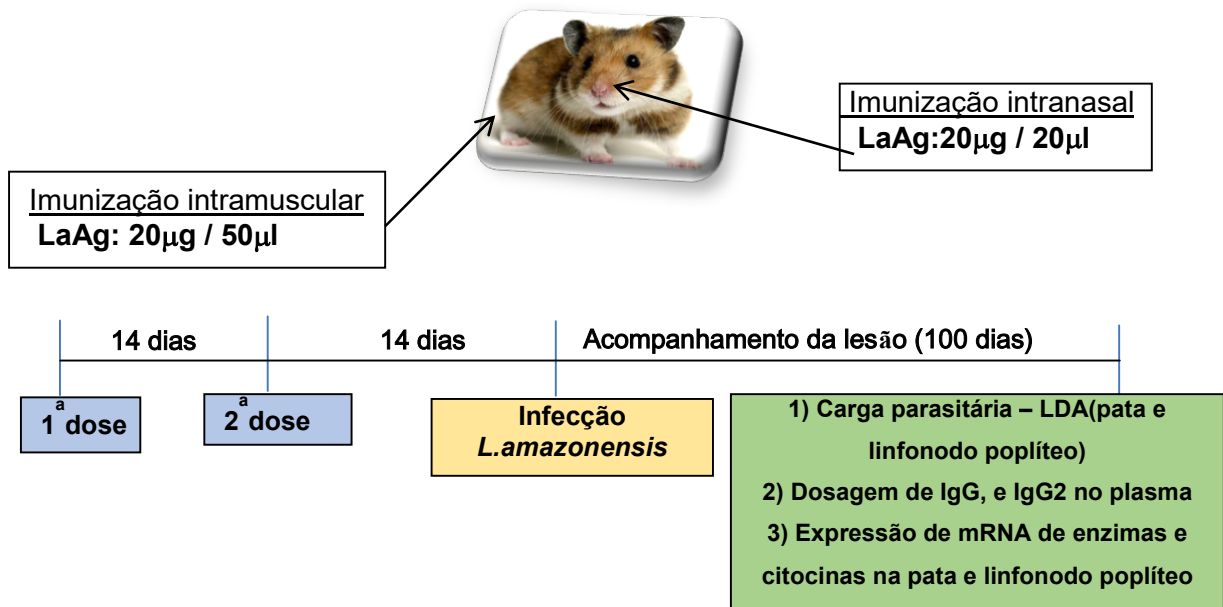 Imunização intranasal
LaAg:20µg / 20µl
Imunização intramuscular
LaAg: 20µg / 50µl
14 dias
14 dias
Acompanhamento da lesão (100 dias)
1ª dose
2ª dose
Infecção
L.amazonensis
1) Carga parasitária – LDA(pata e
linfonodo poplíteo)
2) Dosagem de IgG, e IgG2 no plasma
3) Expressão de mRNA de enzimas e
citocinas na pata e linfonodo poplíteo